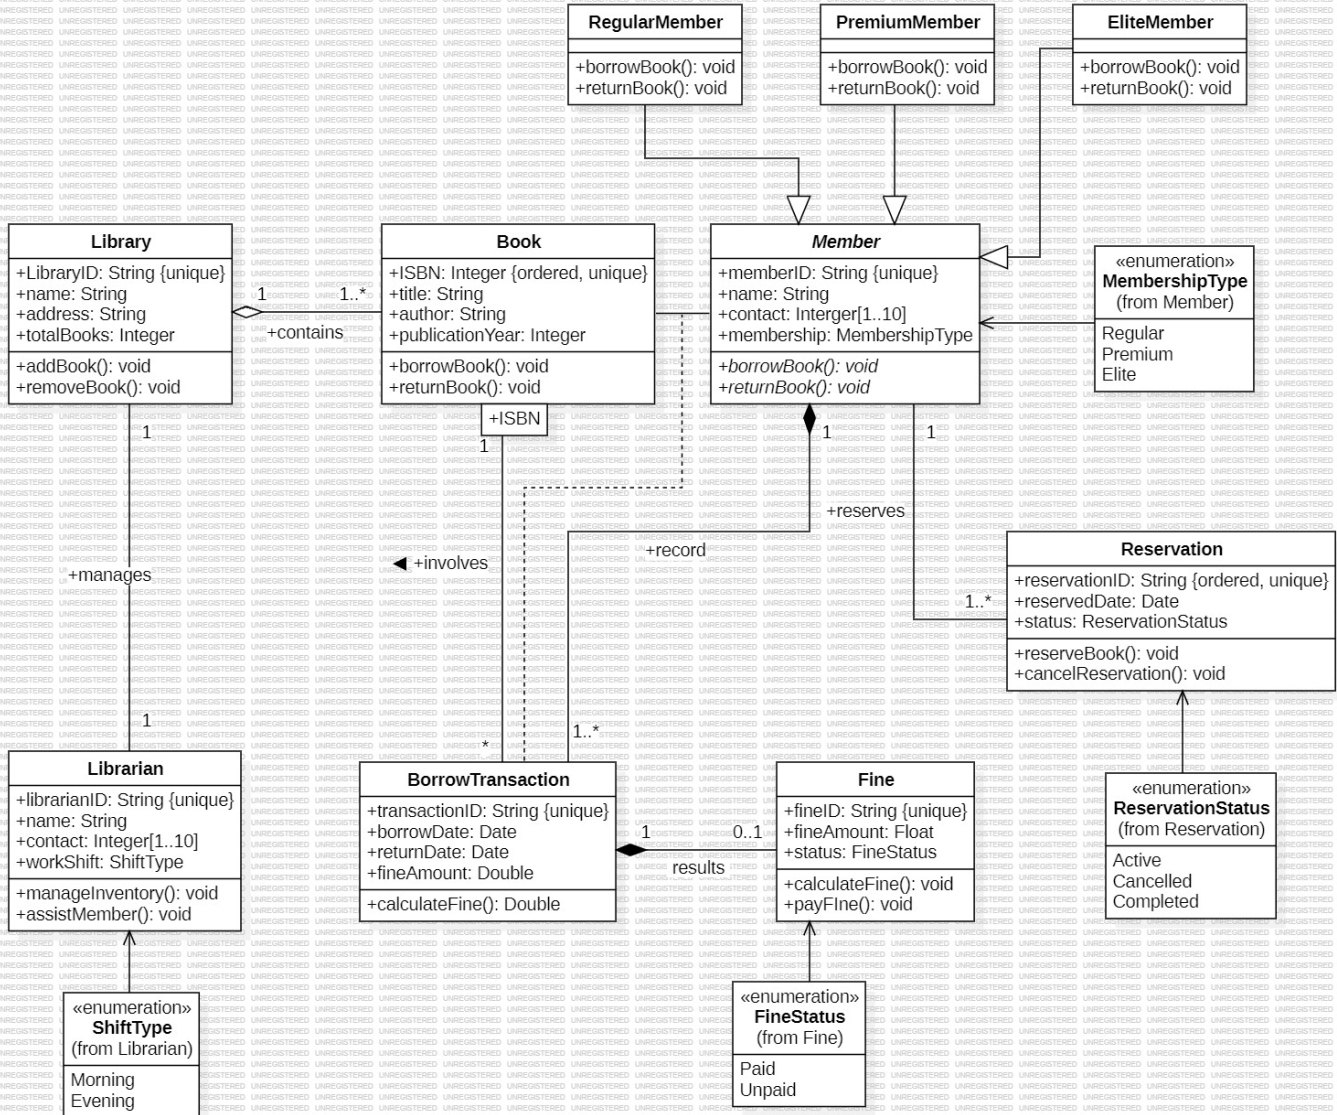 RegularMember
+borrowBook(): void
+returnBook(): void
PremiumMember
+borrowBook(): void
+returnBook(): void
EliteMember
+borrowBook(): void
+returnBook(): void
Library
+LibraryID: String {unique}
+name: String
+address: String
+totalBooks: Integer
+addBook(): void
+removeBook(): void
1
1..*
+contains
Book
+ISBN: Integer {ordered, unique}
+title: String
+author: String
+publicationYear: Integer
+borrowBook(): void
+returnBook(): void
+ISBN
Member
+memberID: String {unique}
+name: String
+contact: Interger[1..10]
+membership: MembershipType
+borrowBook(): void
+returnBook(): void
«enumeration»
MembershipType
(from Member)
Regular
Premium
Elite
1
1
1
1
+reserves
+record
+involves
+manages
1
*
1..*
1..*
Reservation
+reservationID: String {ordered, unique}
+reservedDate: Date
+status: ReservationStatus
+reserveBook(): void
+cancelReservation(): void
Librarian
+librarianID: String {unique}
+name: String
+contact: Integer[1..10]
+workShift: ShiftType
+manageInventory(): void
+assistMember(): void
BorrowTransaction
+transactionID: String {unique}
+borrowDate: Date
+returnDate: Date
+fineAmount: Double
+calculateFine(): Double
1
0..1
results
Fine
+fineID: String {unique}
+fineAmount: Float
+status: FineStatus
+calculateFine(): void
+payFIne(): void
«enumeration»
ReservationStatus
(from Reservation)
Active
Cancelled
Completed
«enumeration»
ShiftType
(from Librarian)
Morning
Evening
«enumeration»
FineStatus
(from Fine)
Paid
Unpaid
UNREGISTERED